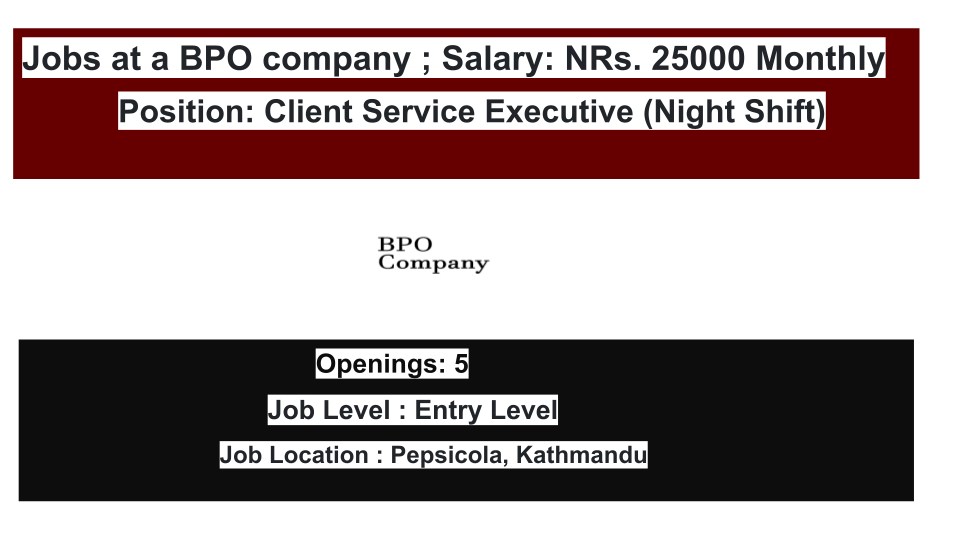 Jobs at a BPO company ; Salary: NRs. 25000 Monthly
Position: Client Service Executive (Night Shift)
BPO
Company
Openings: 5
Job Level : Entry Level
Job Location : Pepsicola, Kathmandu